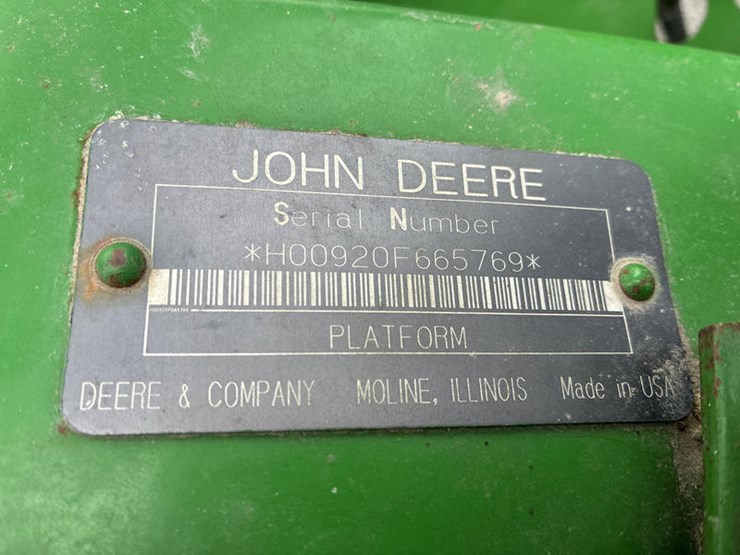 JOHN DEERE
Serial Number
*H00920F665769*
PLATFORM
DEERE & COMPANY MOLINE, ILLINOIS Made in USA